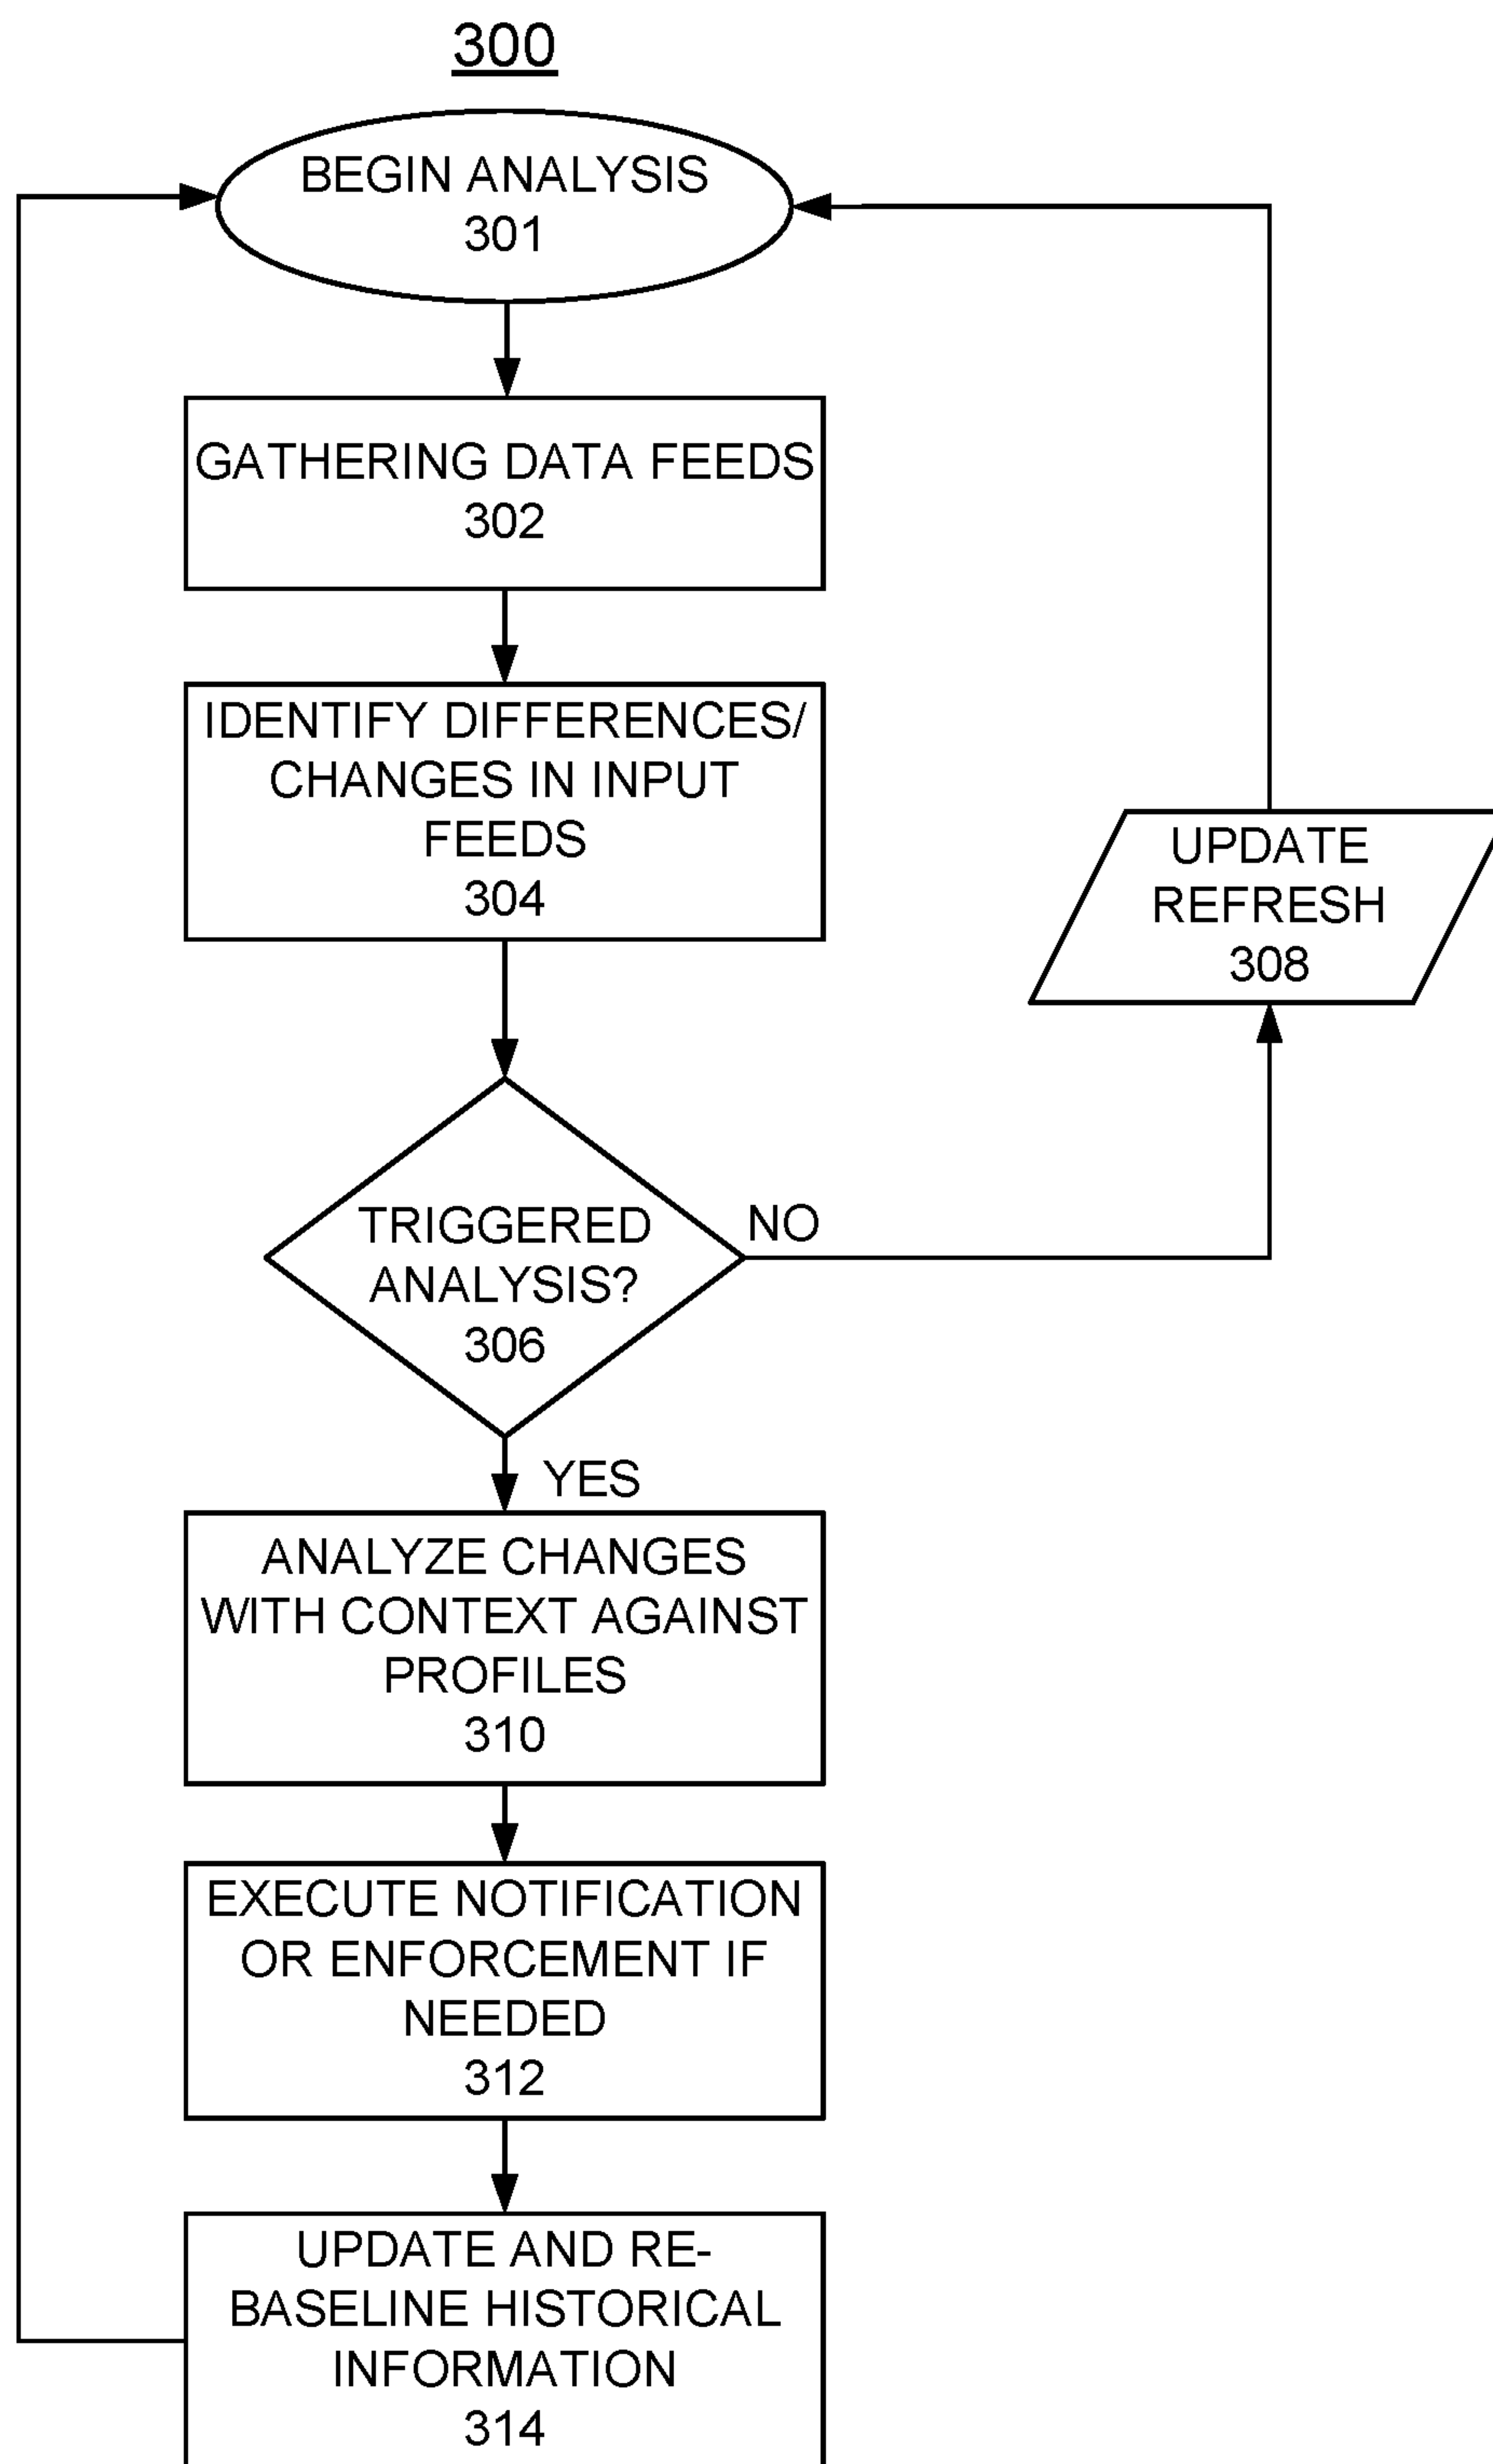 300
BEGIN ANALYSIS
301
GATHERING DATA FEEDS
302
IDENTIFY DIFFERENCES/
CHANGES IN INPUT
FEEDS
304
UPDATE
REFRESH
308
TRIGGERED
ANALYSIS?
306
NO
YES
ANALYZE CHANGES
WITH CONTEXT AGAINST
PROFILES
310
EXECUTE NOTIFICATION
OR ENFORCEMENT IF
NEEDED
312
UPDATE AND RE-
BASELINE HISTORICAL
INFORMATION
314